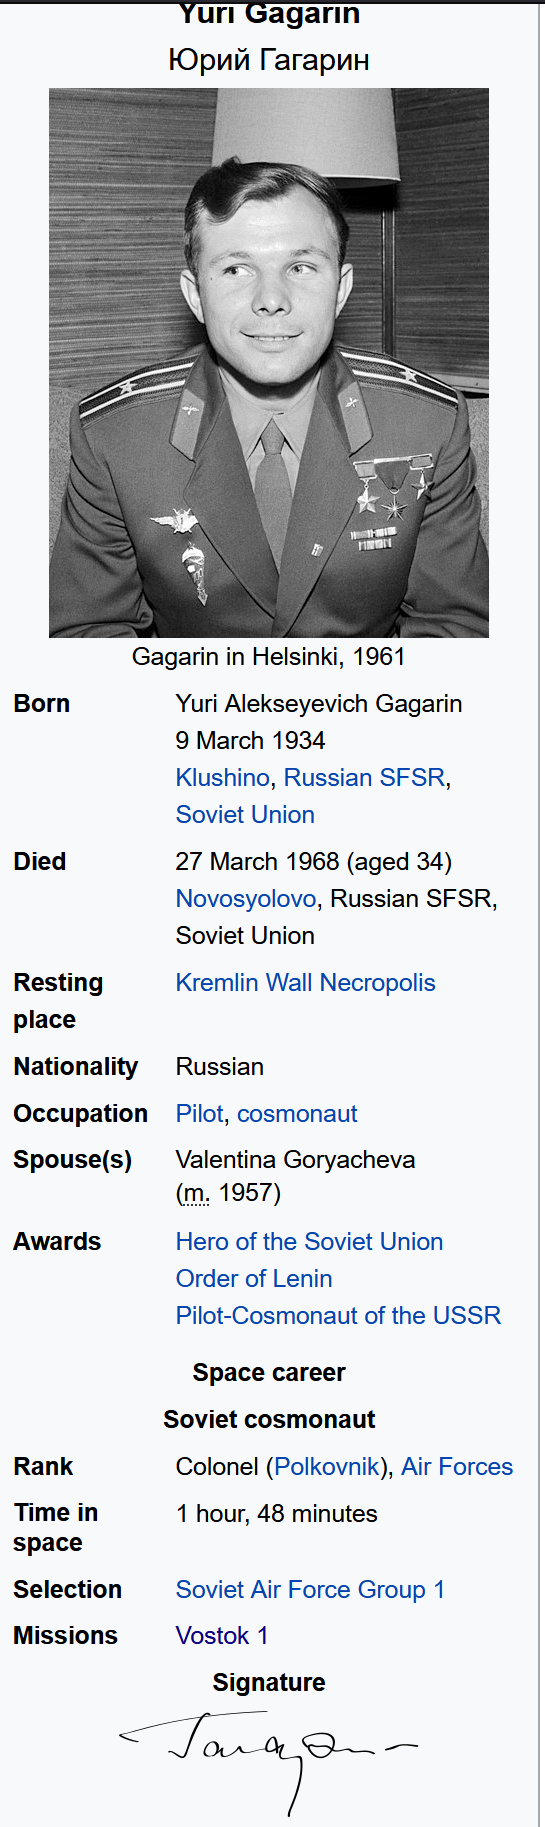 Yuri Gagarin
Юрий Гагарин
Gagarin in Helsinki, 1961
Born Yuri Alekseyevich Gagarin
9 March 1934
Klushino, Russian SFSR,
Soviet Union
Died 27 March 1968 (aged 34)
Novosyolovo, Russian SFSR,
Soviet Union
Resting place Kremlin Wall Necropolis
Nationality Russian
Occupation Pilot, cosmonaut
Spouse(s) Valentina Goryacheva
(m. 1957)
Awards Hero of the Soviet Union
Order of Lenin
Pilot-Cosmonaut of the USSR
Space career
Soviet cosmonaut
Rank Colonel (Polkovnik), Air Forces
Time in space 1 hour, 48 minutes
Selection Soviet Air Force Group 1
Missions Vostok 1
Signature